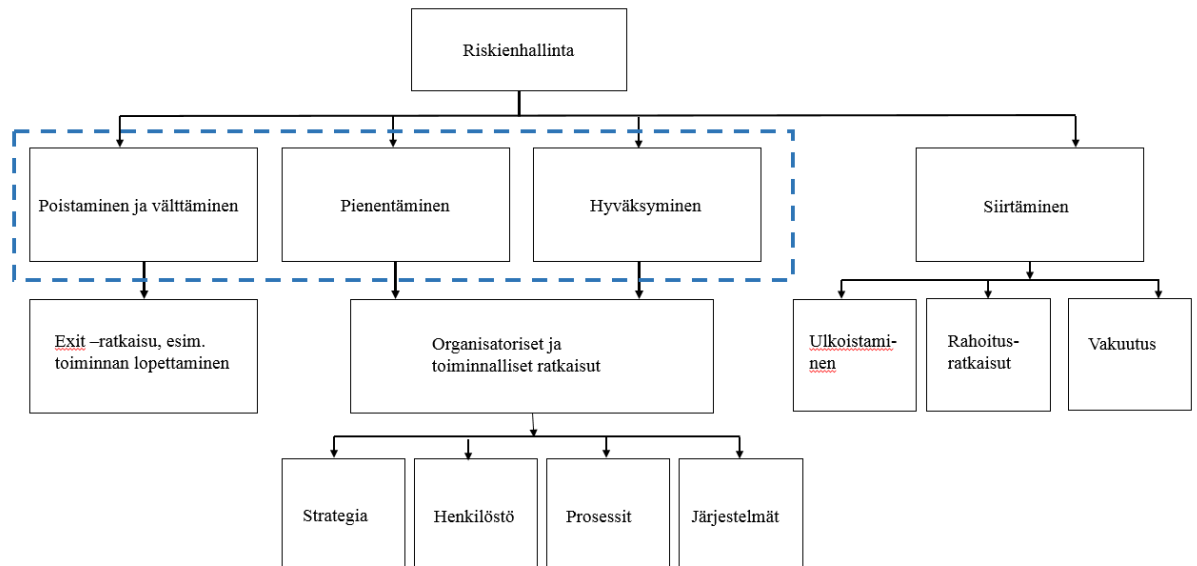 Riskienhallinta
Poistaminen ja välttäminen
Pienentäminen
Hyväksyminen
Siirtäminen
Exit –ratkaisu, esim.
toiminnan lopettaminen
Organisatoriset ja
toiminnalliset ratkaisut
Ulkoistami-
nen
Rahoitus-
ratkaisut
Vakuutus
Strategia
Henkilöstö
Prosessit
Järjestelmät